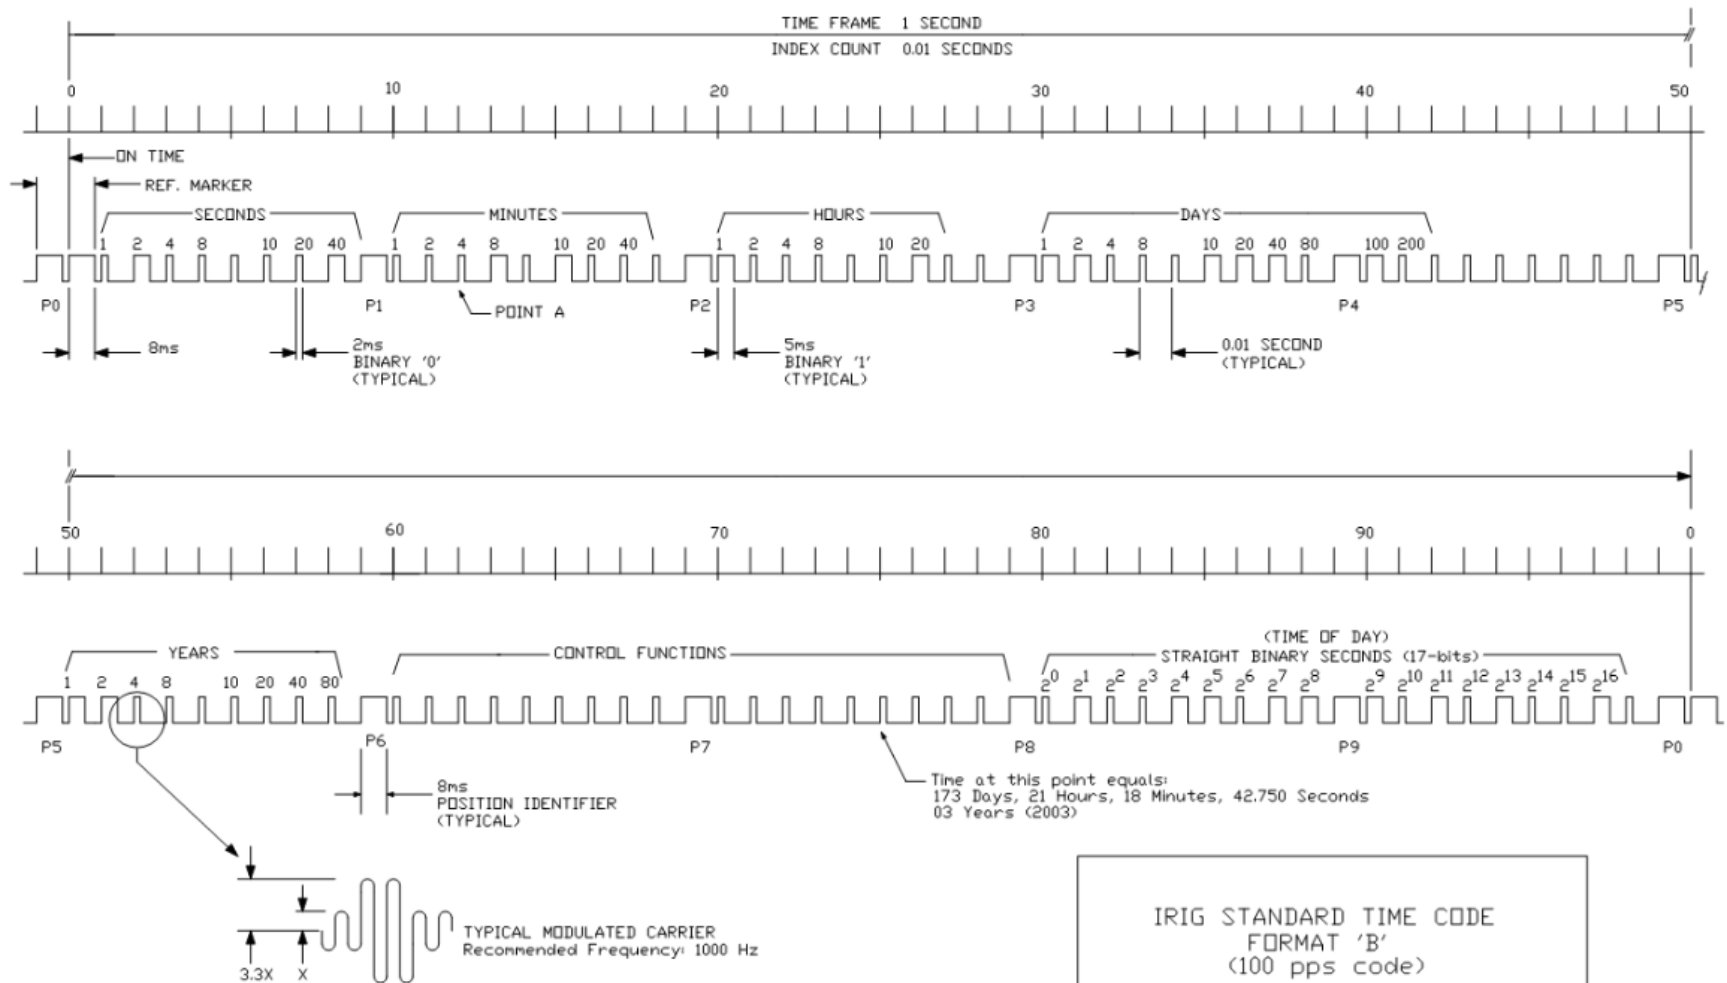 TIME FRAME 1 SECOND
INDEX COUNT 0.01 SECONDS
0 10 20 30 40 50
ON TIME
REF. MARKER
SECONDS MINUTES HOURS DAYS
1 2 4 8 10 20 40 1 2 4 8 10 20 40 1 2 4 8 10 20 1 2 4 8 10 20 40 80 100 200
P0 P1 P2 P3 P4 P5
POINT A
8ms
2ms
BINARY '0'
(TYPICAL)
5ms
BINARY '1'
(TYPICAL)
0.01 SECOND
(TYPICAL)
50 60 70 80 90 0
YEARS CONTROL FUNCTIONS
(TIME OF DAY)
STRAIGHT BINARY SECONDS (17-bits)
1 2 4 8 10 20 40 80 2^0 2^1 2^2 2^3 2^4 2^5 2^6 2^7 2^8 2^9 2^10 2^11 2^12 2^13 2^14 2^15 2^16
P5 P6 P7 P8 P9 P0
8ms
POSITION IDENTIFIER
(TYPICAL)
Time at this point equals:
173 Days, 21 Hours, 18 Minutes, 42.750 Seconds
03 Years (2003)
TYPICAL MODULATED CARRIER
Recommended Frequency: 1000 Hz
3.3X X
IRIG STANDARD TIME CODE
FORMAT 'B'
(100 pps code)